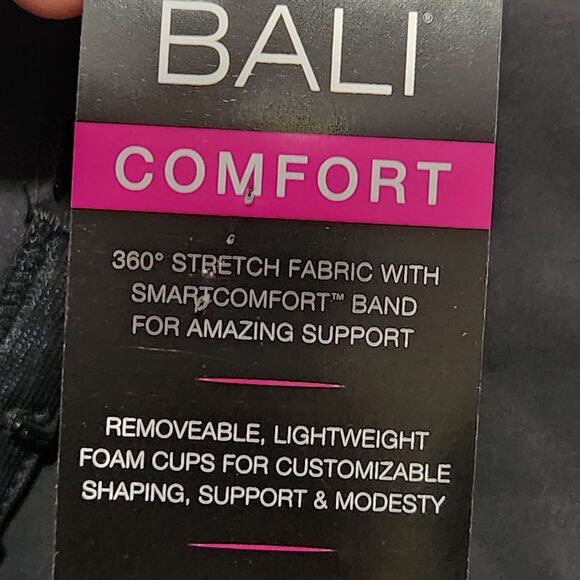 BALI®
COMFORT
360° STRETCH FABRIC WITH
SMARTCOMFORT™ BAND
FOR AMAZING SUPPORT
REMOVEABLE, LIGHTWEIGHT
FOAM CUPS FOR CUSTOMIZABLE
SHAPING, SUPPORT & MODESTY